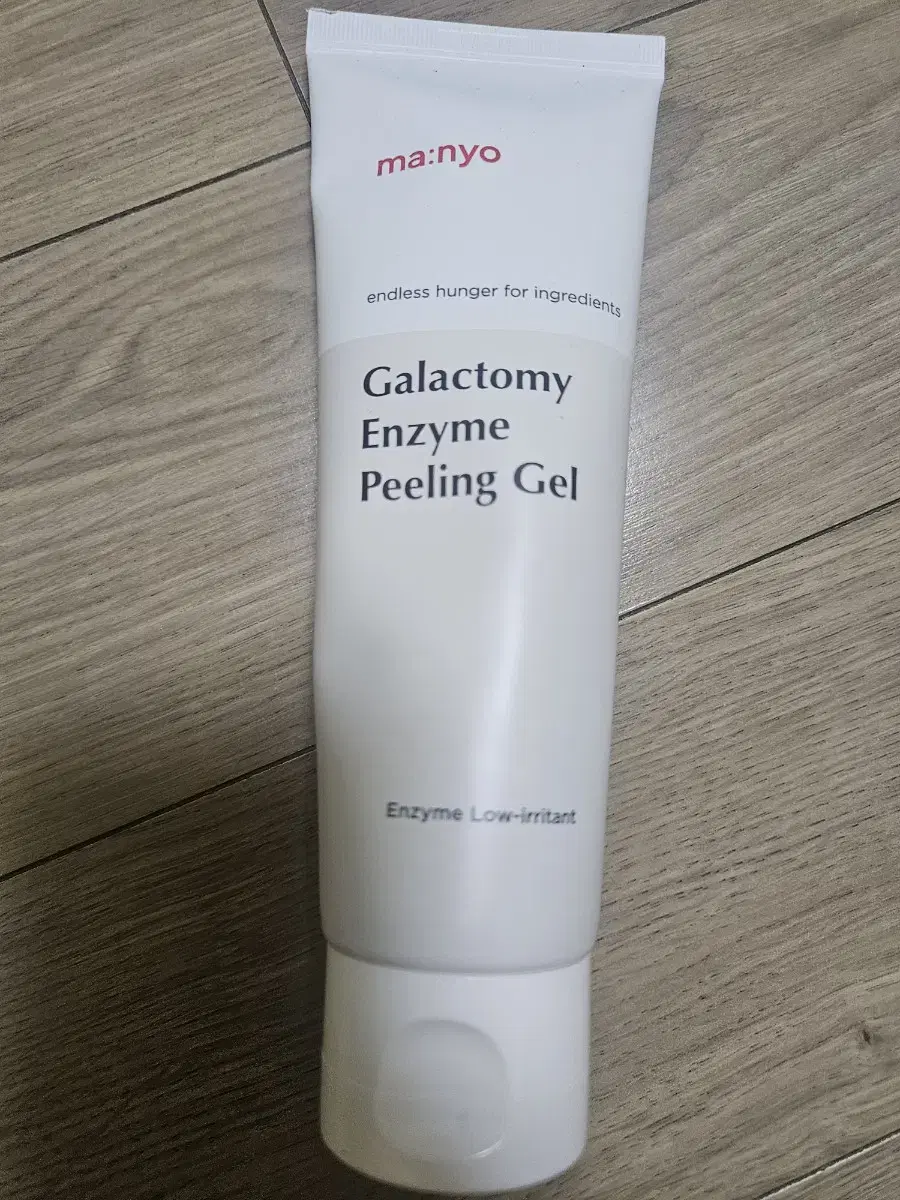 ma:nyo
endless hunger for ingredients
Galactomy
Enzyme
Peeling Gel
Enzyme Low-irritant